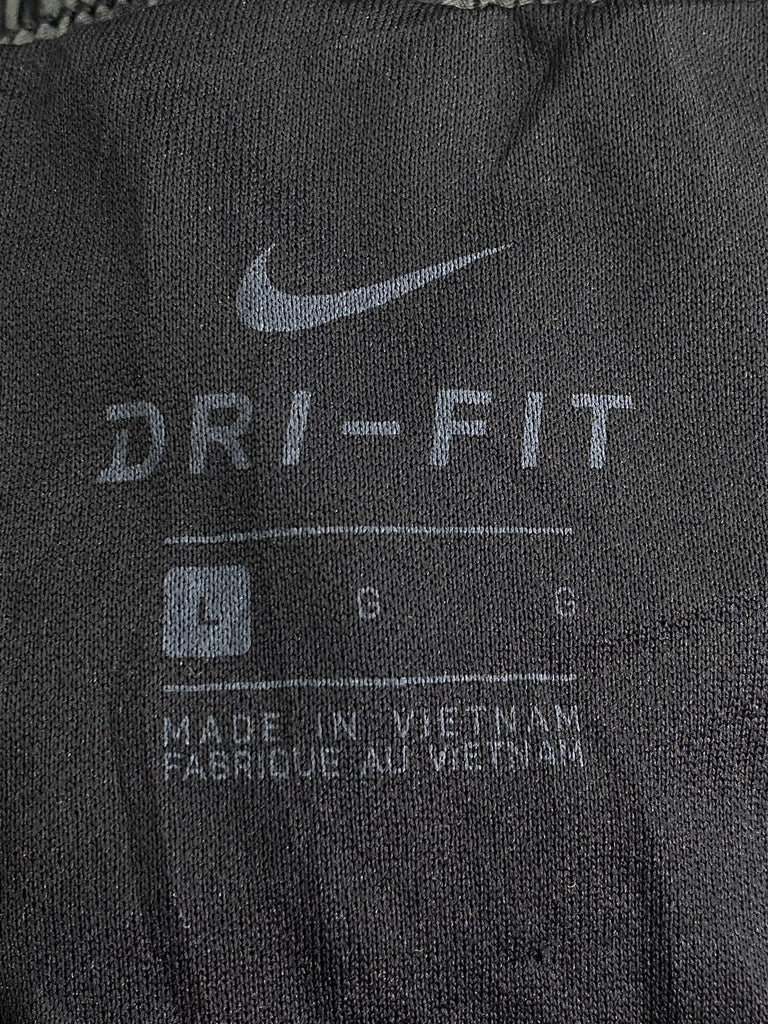 DRI-FIT
L G G
MADE IN VIETNAM
FABRIQUE AU VIETNAM